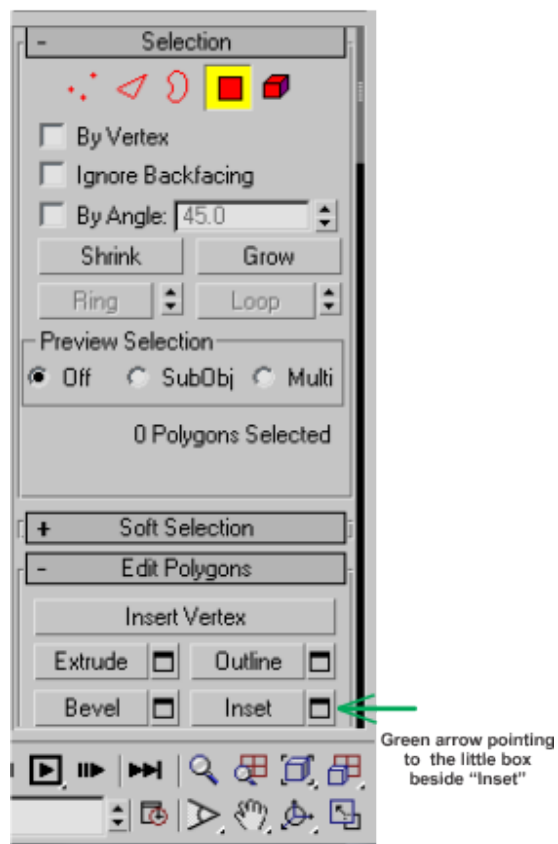 - Selection
By Vertex
Ignore Backfacing
By Angle: 45.0
Shrink Grow
Ring Loop
Preview Selection
Off SubObj Multi
0 Polygons Selected
+ Soft Selection
- Edit Polygons
Insert Vertex
Extrude Outline
Bevel Inset
Green arrow pointing
to the little box
beside “Inset”